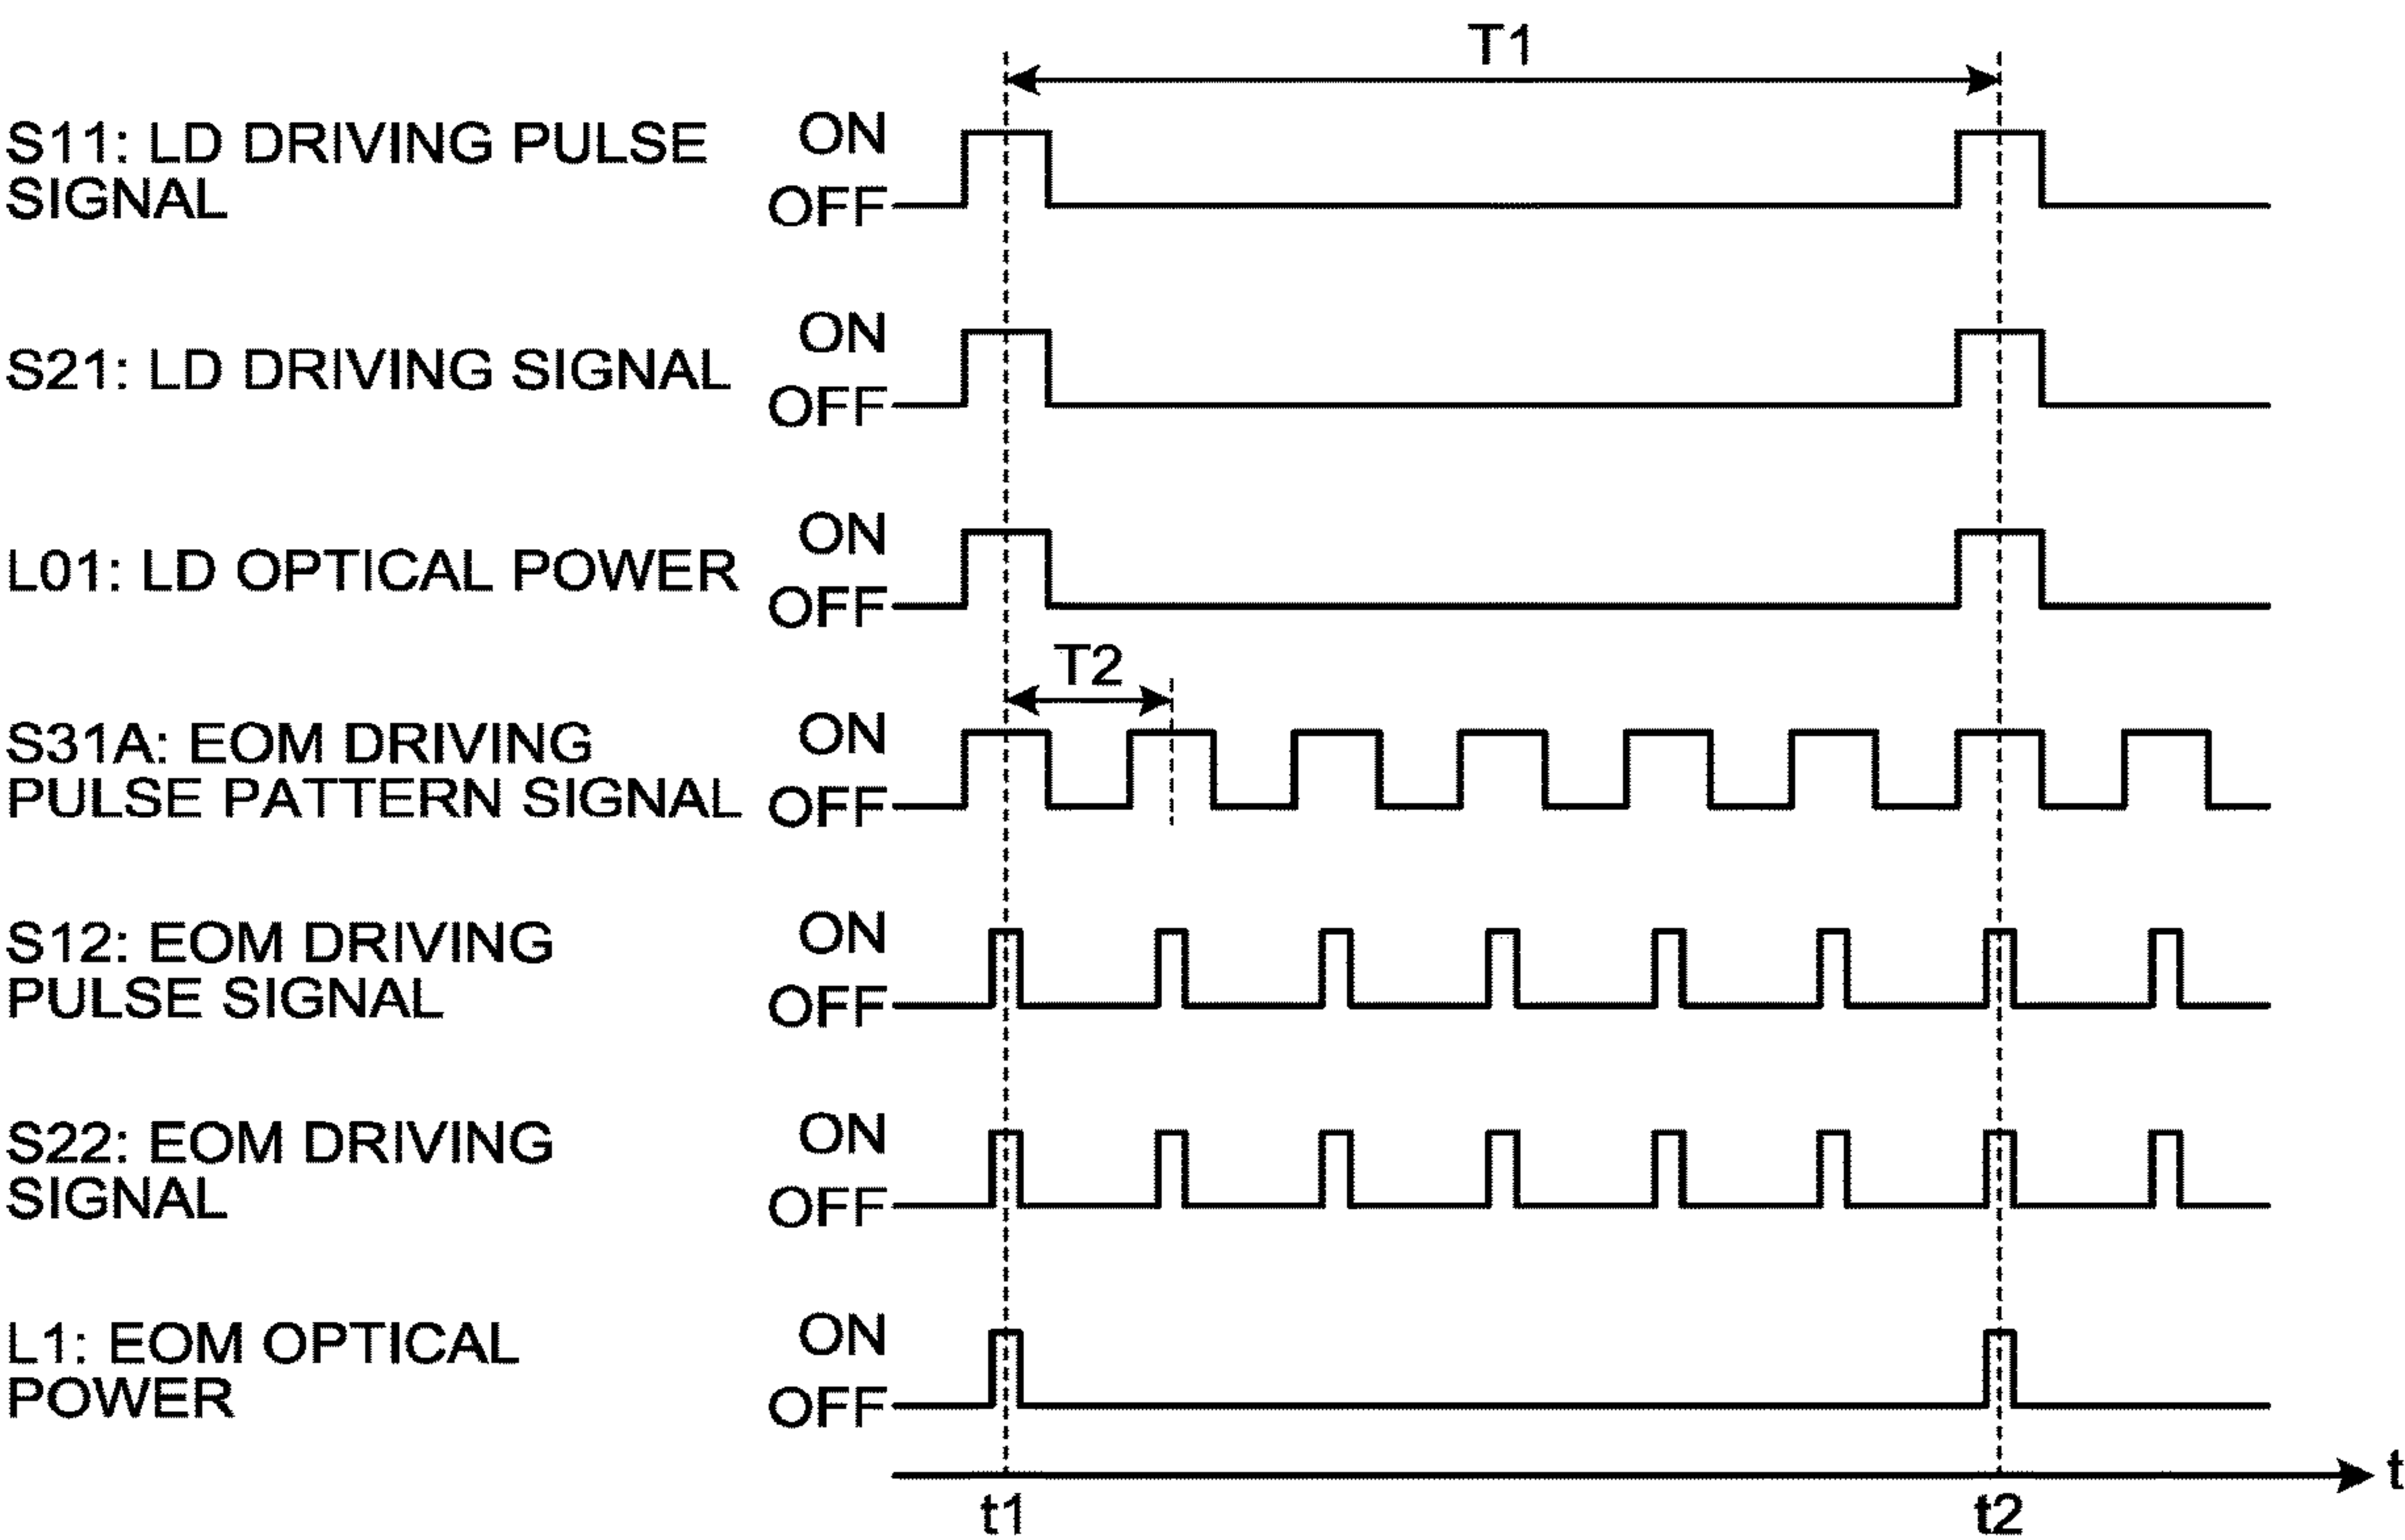 T1
S11: LD DRIVING PULSE
SIGNAL
ON
OFF
S21: LD DRIVING SIGNAL
ON
OFF
L01: LD OPTICAL POWER
ON
OFF
T2
S31A: EOM DRIVING
PULSE PATTERN SIGNAL
ON
OFF
S12: EOM DRIVING
PULSE SIGNAL
ON
OFF
S22: EOM DRIVING
SIGNAL
ON
OFF
L1: EOM OPTICAL
POWER
ON
OFF
t
t1
t2